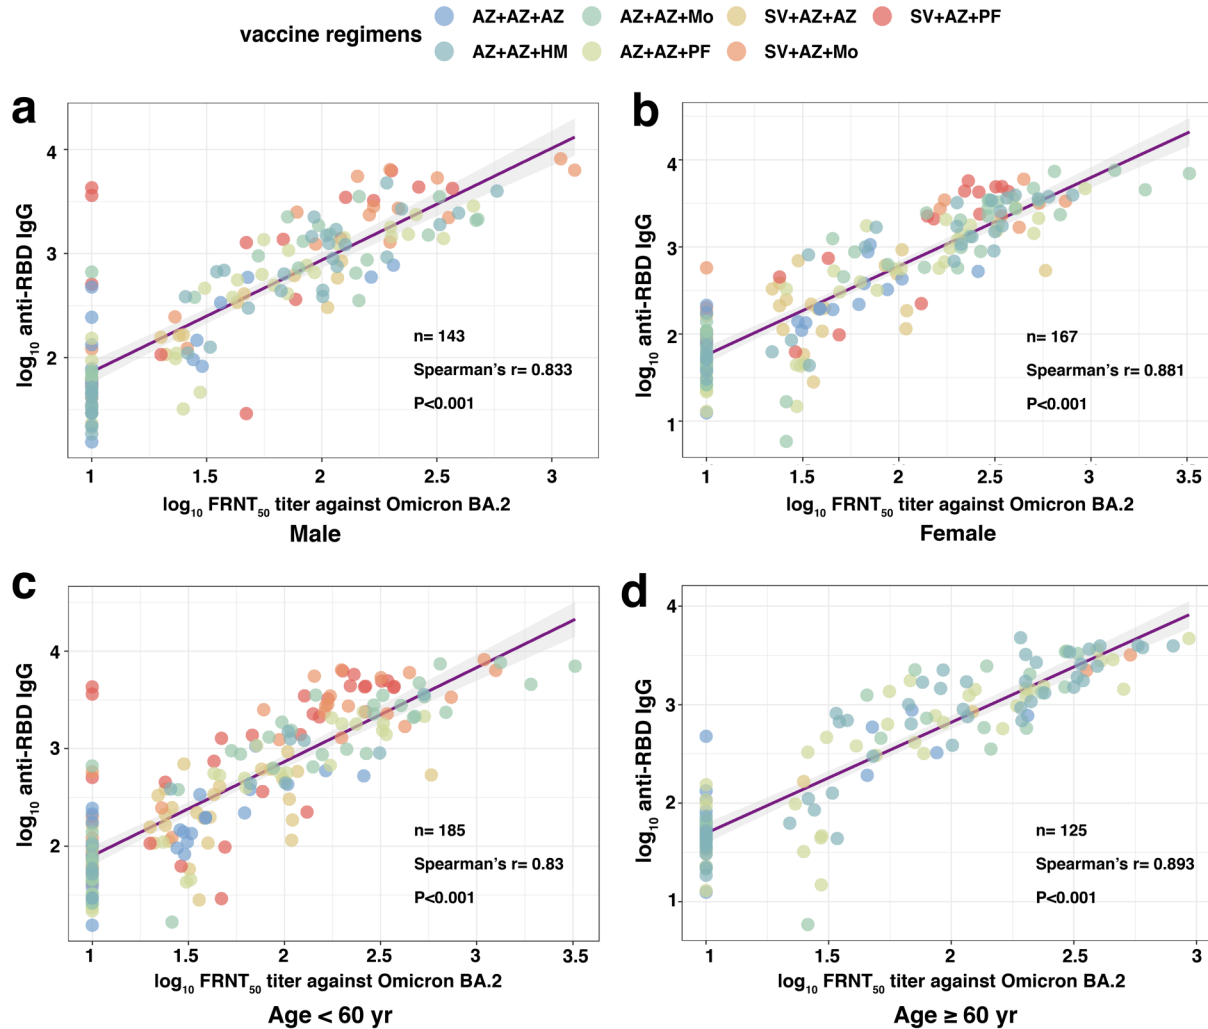 vaccine regimens
AZ+AZ+AZ AZ+AZ+Mo SV+AZ+AZ SV+AZ+PF
AZ+AZ+HM AZ+AZ+PF SV+AZ+Mo
a
log10 anti-RBD IgG
4
3
2
n= 143
Spearman's r= 0.833
P<0.001
1 1.5 2 2.5 3
log10 FRNT50 titer against Omicron BA.2
Male
b
log10 anti-RBD IgG
4
3
2
1
n= 167
Spearman's r= 0.881
P<0.001
1 1.5 2 2.5 3 3.5
log10 FRNT50 titer against Omicron BA.2
Female
c
log10 anti-RBD IgG
4
3
2
n= 185
Spearman's r= 0.83
P<0.001
1 1.5 2 2.5 3 3.5
log10 FRNT50 titer against Omicron BA.2
Age < 60 yr
d
log10 anti-RBD IgG
4
3
2
1
n= 125
Spearman's r= 0.893
P<0.001
1 1.5 2 2.5 3
log10 FRNT50 titer against Omicron BA.2
Age ≥ 60 yr